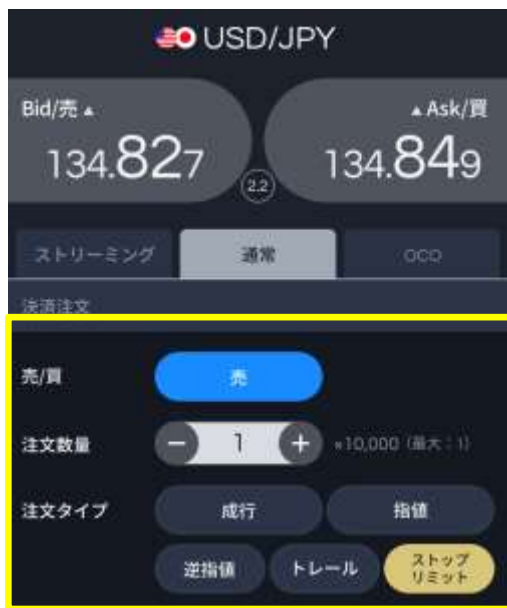 USD/JPY
Bid/売 ▲ ▲ Ask/買
134.827 134.849
2.2
ストリーミング 通常 OCO
決済注文
売/買 売
注文数量 − 1 + ×10,000 (最大:1)
注文タイプ 成行 指値
逆指値 トレール ストップ
リミット